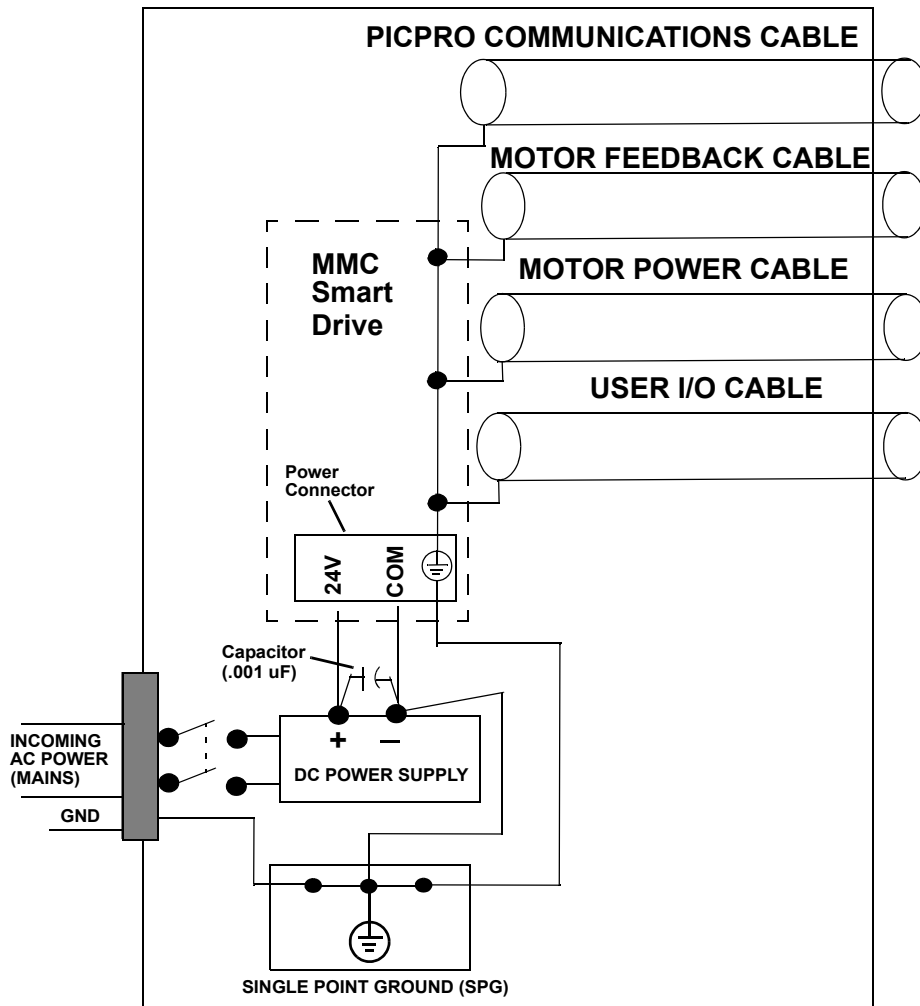 PICPRO COMMUNICATIONS CABLE
MOTOR FEEDBACK CABLE
MMC
Smart
Drive
MOTOR POWER CABLE
USER I/O CABLE
Power
Connector
24V
COM
Capacitor
(.001 uF)
+ –
DC POWER SUPPLY
INCOMING
AC POWER
(MAINS)
GND
SINGLE POINT GROUND (SPG)